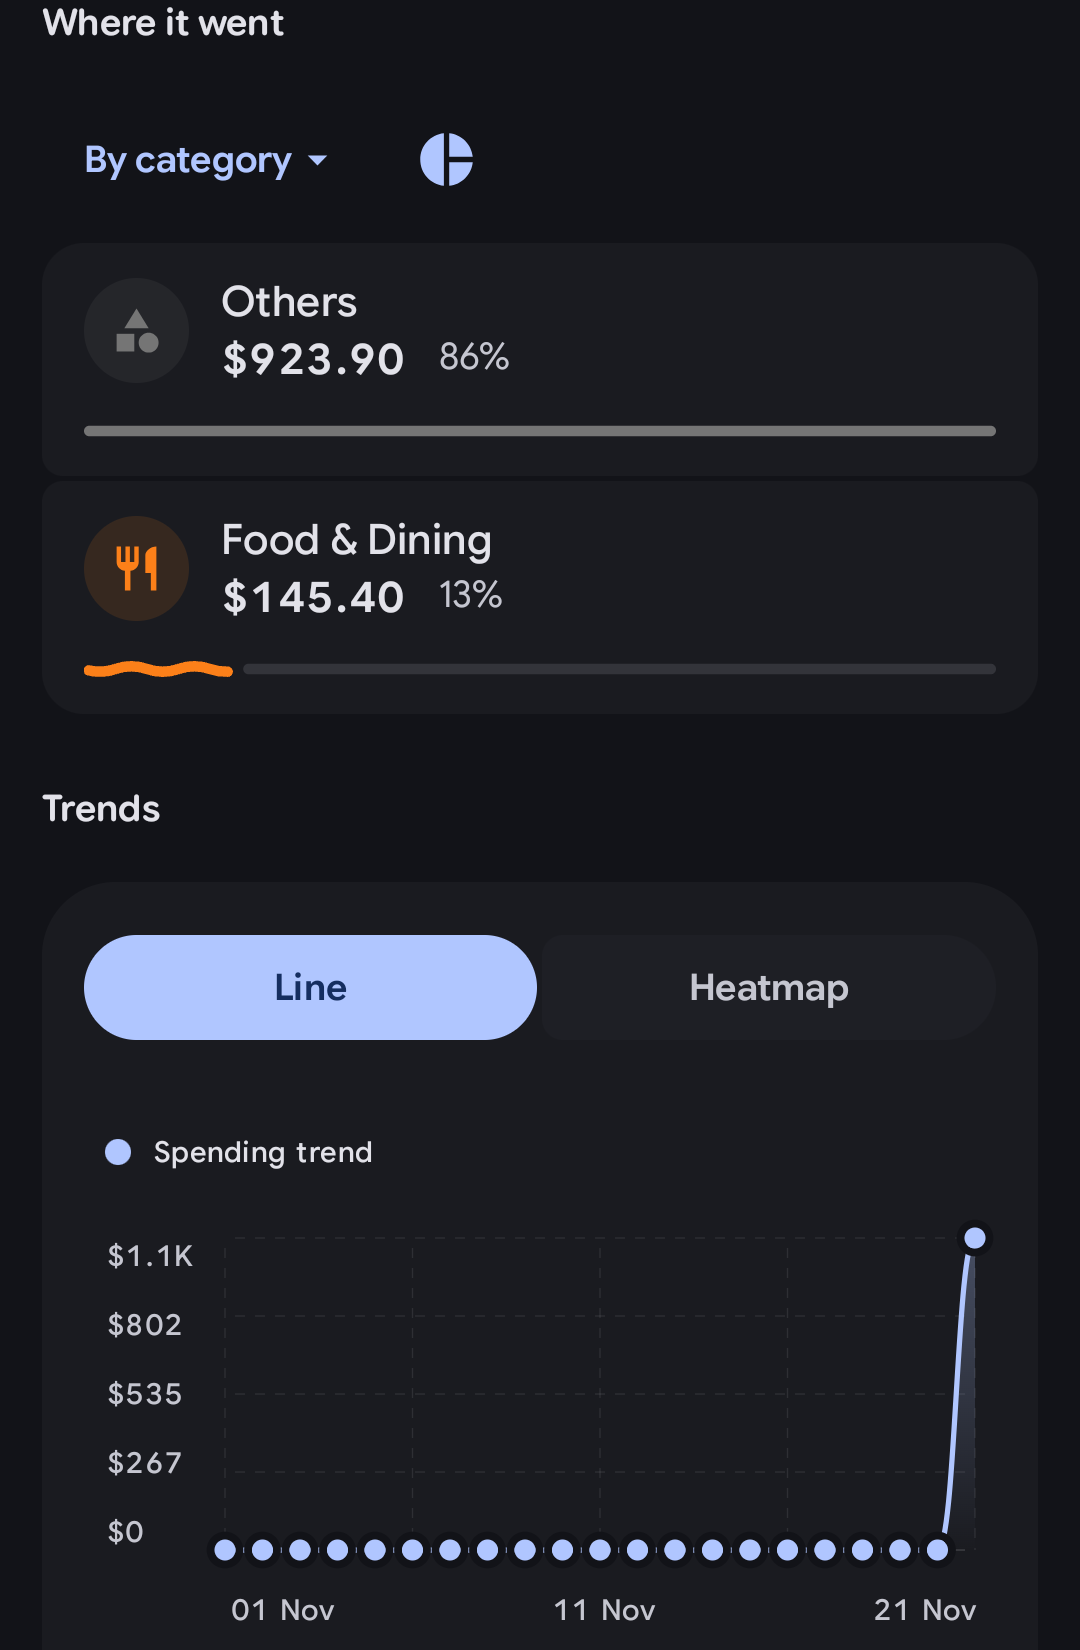 Where it went
By category
Others
$923.90 86%
Food & Dining
$145.40 13%
Trends
Line Heatmap
Spending trend
$1.1K
$802
$535
$267
$0
01 Nov 11 Nov 21 Nov